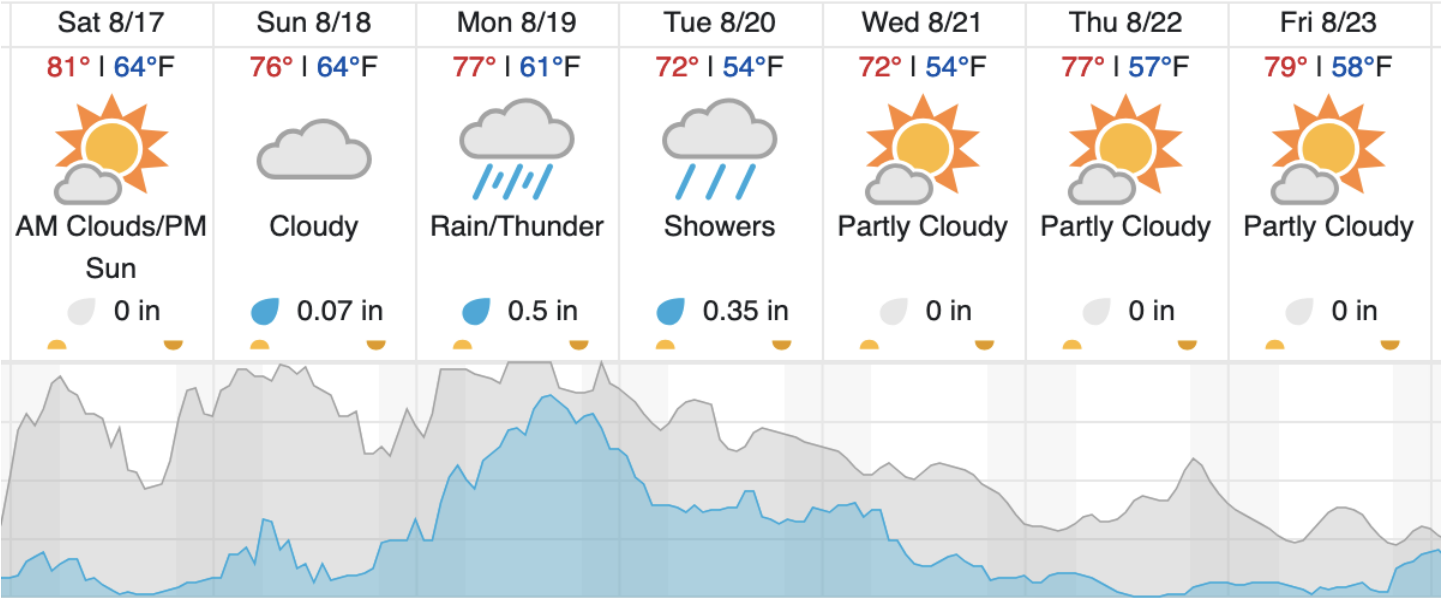 Sat 8/17 Sun 8/18 Mon 8/19 Tue 8/20 Wed 8/21 Thu 8/22 Fri 8/23
81° | 64°F 76° | 64°F 77° | 61°F 72° | 54°F 72° | 54°F 77° | 57°F 79° | 58°F
AM Clouds/PM Cloudy Rain/Thunder Showers Partly Cloudy Partly Cloudy Partly Cloudy
Sun
0 in 0.07 in 0.5 in 0.35 in 0 in 0 in 0 in